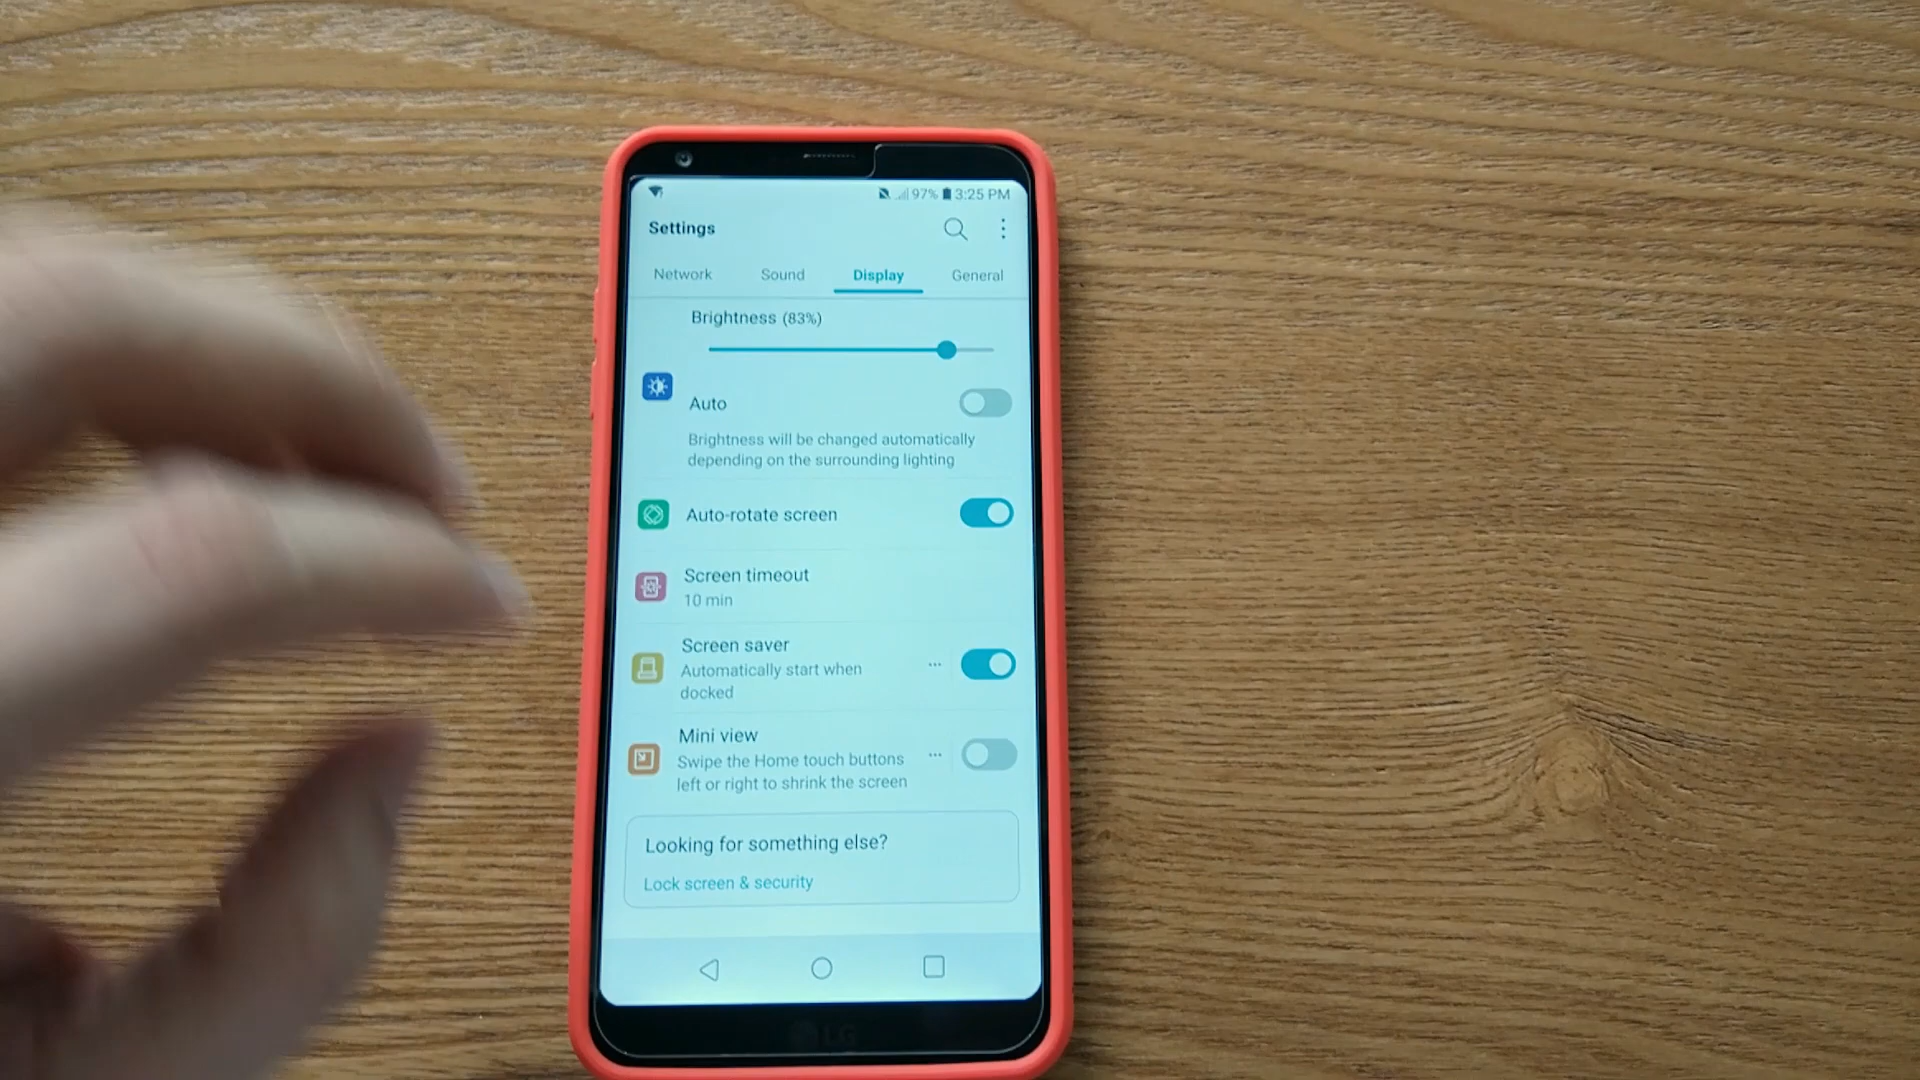 97% 3:25 PM
Settings
Network Sound Display General
Brightness (83%)
Auto
Brightness will be changed automatically
depending on the surrounding lighting
Auto-rotate screen
Screen timeout
10 min
Screen saver
Automatically start when
docked
Mini view
Swipe the Home touch buttons
left or right to shrink the screen
Looking for something else?
Lock screen & security
LG